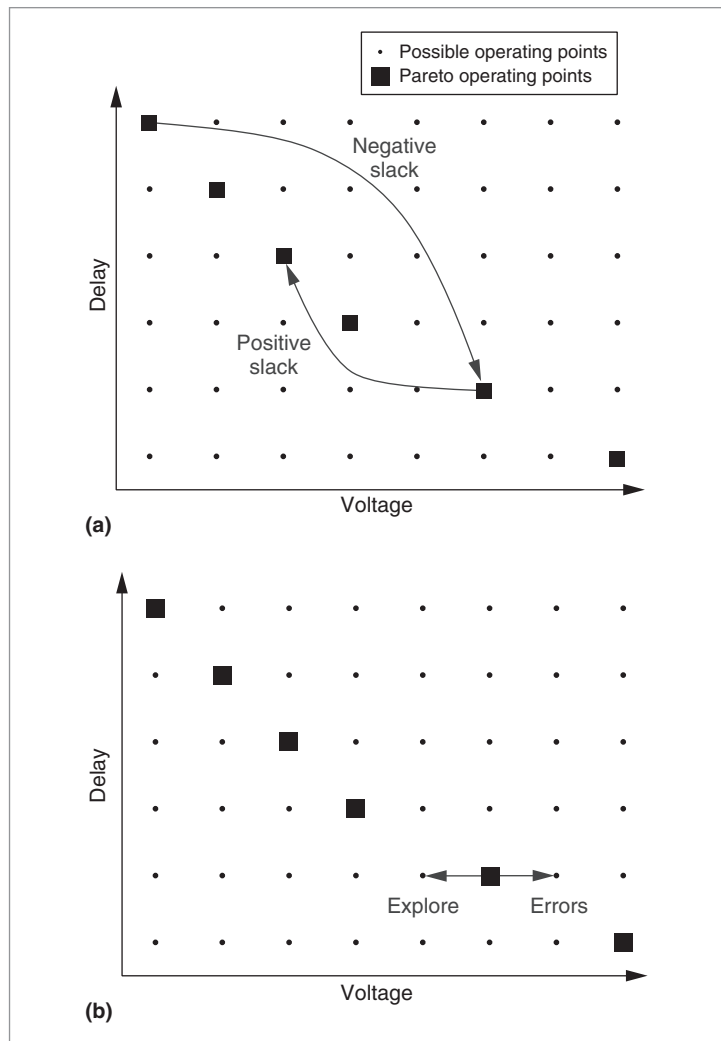 Possible operating points
Pareto operating points
Negative
slack
Delay
Positive
slack
Voltage
(a)
Delay
Explore
Errors
Voltage
(b)